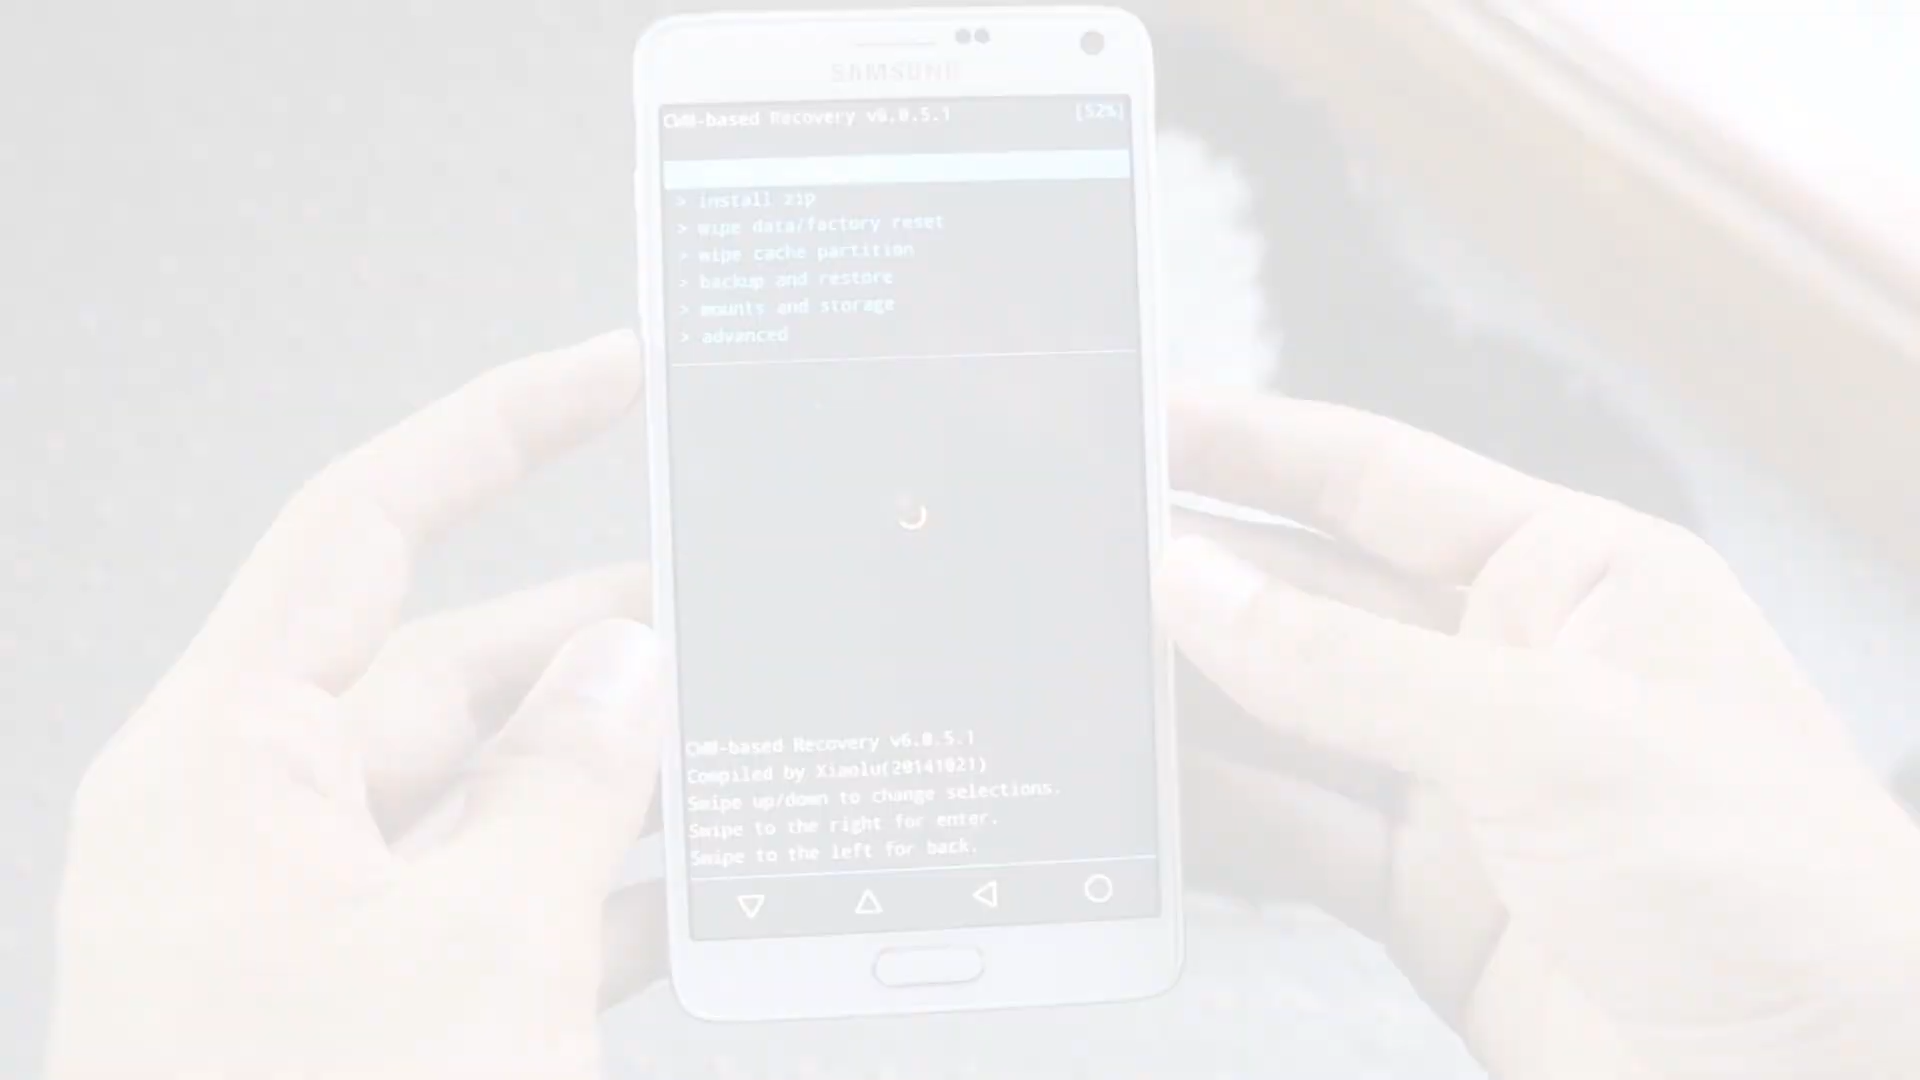 SAMSUNG
CWM-based Recovery v6.0.5.1 [52%]
> install zip
> wipe data/factory reset
> wipe cache partition
> backup and restore
> mounts and storage
> advanced
CWM-based Recovery v6.0.5.1
Compiled by Xiaolu(20141021)
Swipe up/down to change selections.
Swipe to the right for enter.
Swipe to the left for back.